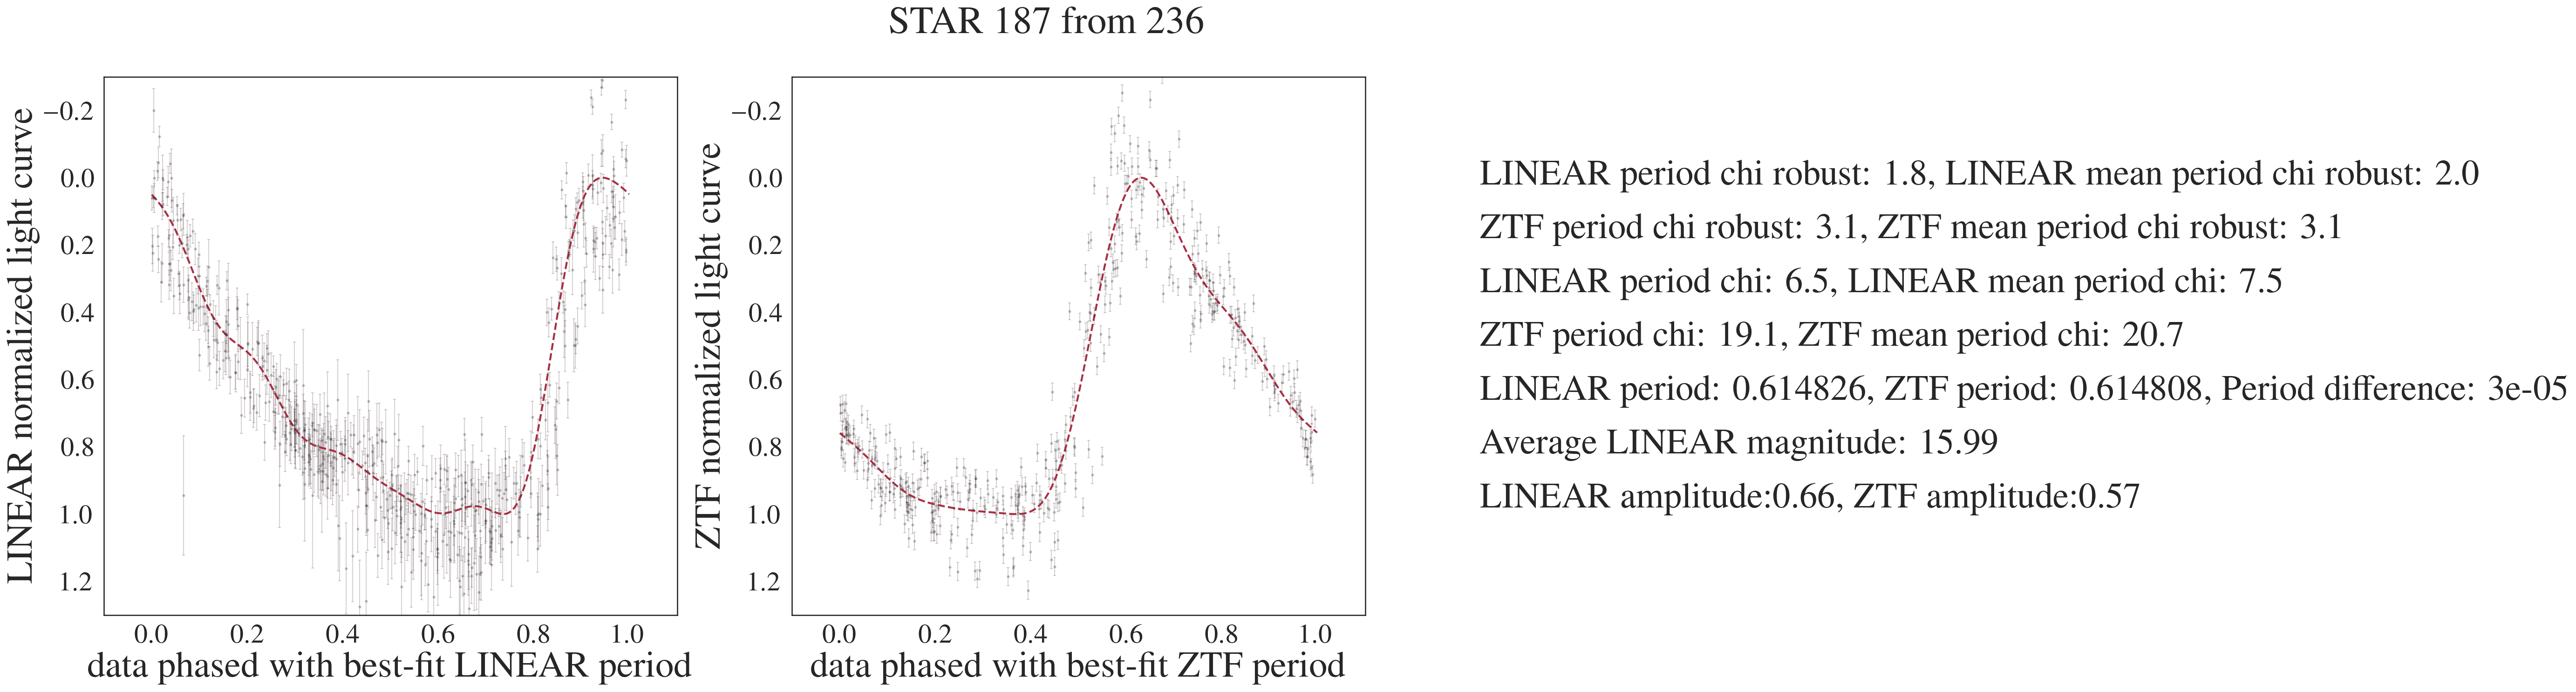 STAR 187 from 236
LINEAR normalized light curve
−0.2
0.0
0.2
0.4
0.6
0.8
1.0
1.2
0.0 0.2 0.4 0.6 0.8 1.0
data phased with best-fit LINEAR period
ZTF normalized light curve
−0.2
0.0
0.2
0.4
0.6
0.8
1.0
1.2
0.0 0.2 0.4 0.6 0.8 1.0
data phased with best-fit ZTF period
LINEAR period chi robust: 1.8, LINEAR mean period chi robust: 2.0
ZTF period chi robust: 3.1, ZTF mean period chi robust: 3.1
LINEAR period chi: 6.5, LINEAR mean period chi: 7.5
ZTF period chi: 19.1, ZTF mean period chi: 20.7
LINEAR period: 0.614826, ZTF period: 0.614808, Period difference: 3e-05
Average LINEAR magnitude: 15.99
LINEAR amplitude:0.66, ZTF amplitude:0.57